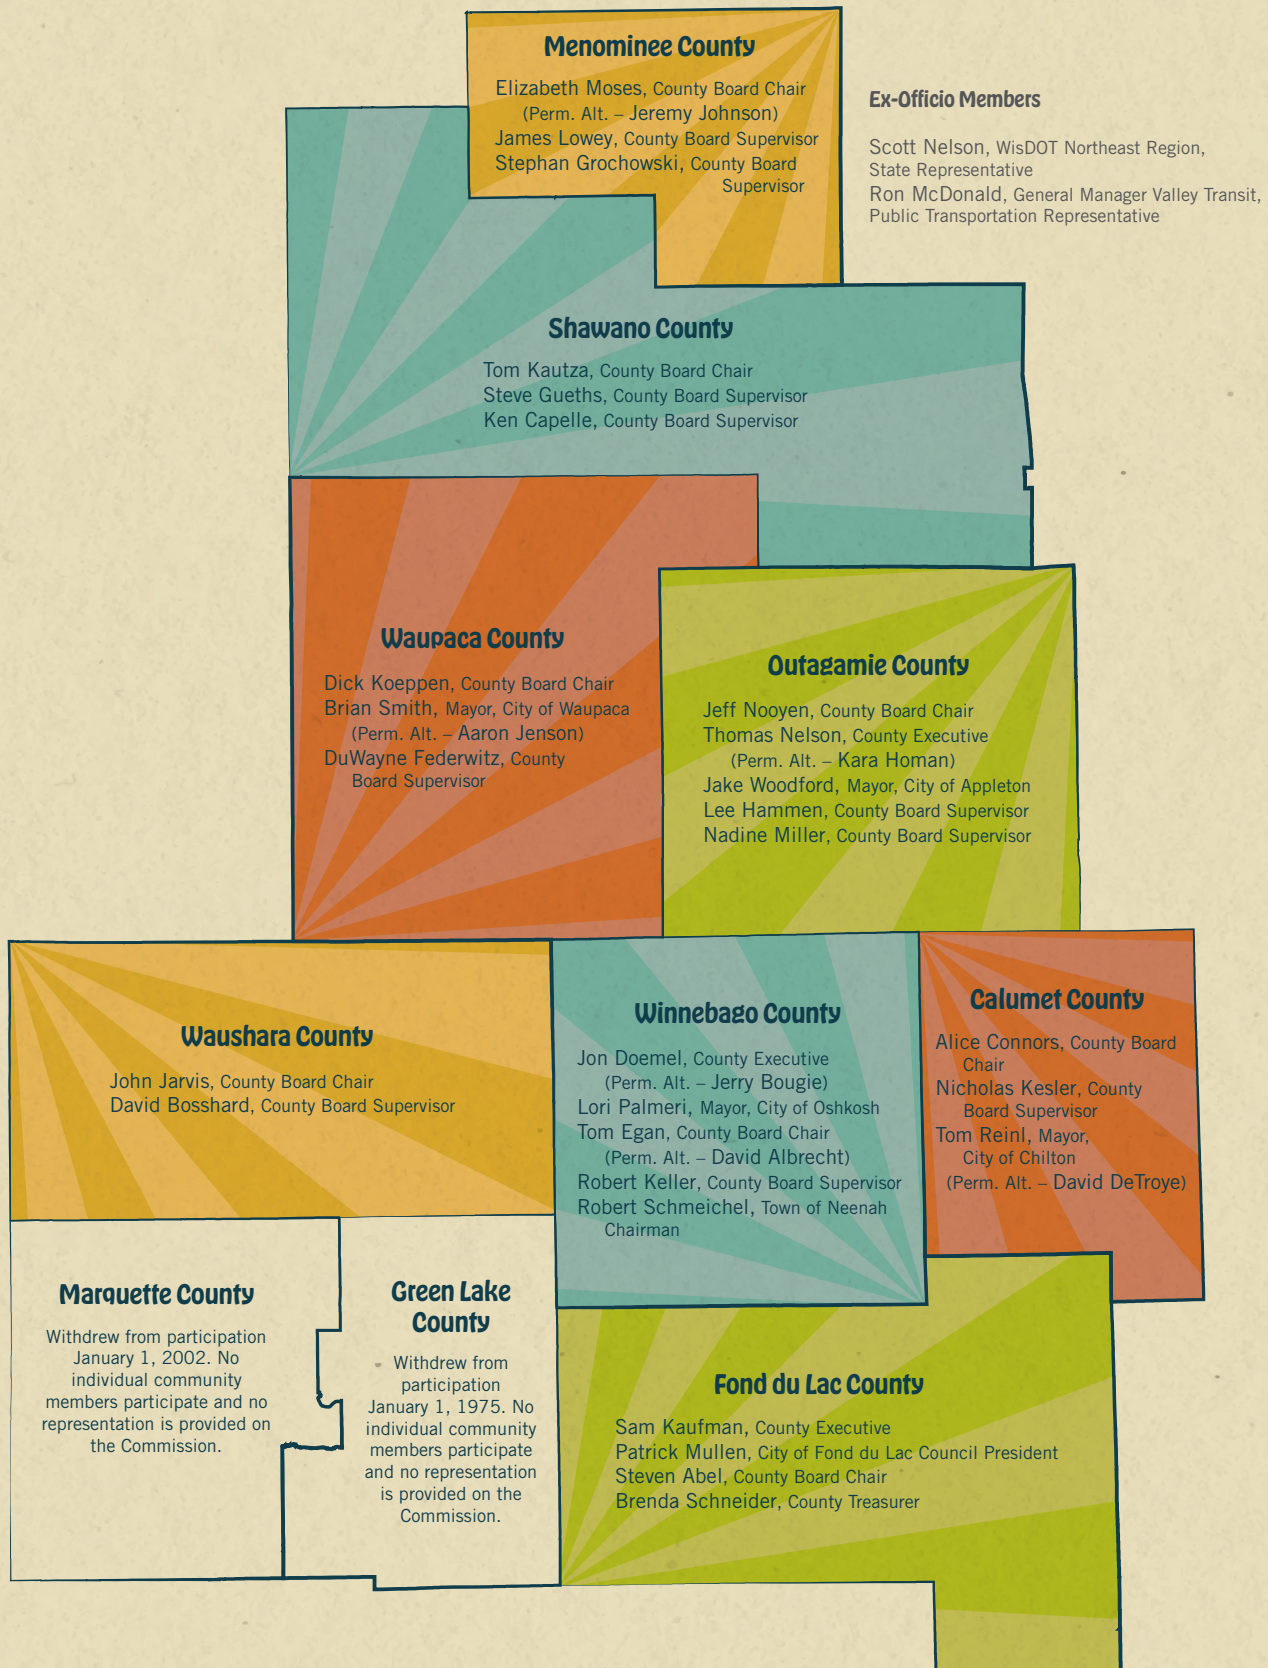 Menominee County
Elizabeth Moses, County Board Chair
(Perm. Alt. – Jeremy Johnson)
James Lowey, County Board Supervisor
Stephan Grochowski, County Board
Supervisor
Ex-Officio Members
Scott Nelson, WisDOT Northeast Region,
State Representative
Ron McDonald, General Manager Valley Transit,
Public Transportation Representative
Shawano County
Tom Kautza, County Board Chair
Steve Gueths, County Board Supervisor
Ken Capelle, County Board Supervisor
Waupaca County
Dick Koeppen, County Board Chair
Brian Smith, Mayor, City of Waupaca
(Perm. Alt. – Aaron Jenson)
DuWayne Federwitz, County
Board Supervisor
Outagamie County
Jeff Nooyen, County Board Chair
Thomas Nelson, County Executive
(Perm. Alt. – Kara Homan)
Jake Woodford, Mayor, City of Appleton
Lee Hammen, County Board Supervisor
Nadine Miller, County Board Supervisor
Waushara County
John Jarvis, County Board Chair
David Bosshard, County Board Supervisor
Winnebago County
Jon Doemel, County Executive
(Perm. Alt. – Jerry Bougie)
Lori Palmeri, Mayor, City of Oshkosh
Tom Egan, County Board Chair
(Perm. Alt. – David Albrecht)
Robert Keller, County Board Supervisor
Robert Schmeichel, Town of Neenah
Chairman
Calumet County
Alice Connors, County Board
Chair
Nicholas Kesler, County
Board Supervisor
Tom Reinl, Mayor,
City of Chilton
(Perm. Alt. – David DeTroye)
Marquette County
Withdrew from participation
January 1, 2002. No
individual community
members participate and no
representation is provided on
the Commission.
Green Lake
County
Withdrew from
participation
January 1, 1975. No
individual community
members participate
and no representation
is provided on the
Commission.
Fond du Lac County
Sam Kaufman, County Executive
Patrick Mullen, City of Fond du Lac Council President
Steven Abel, County Board Chair
Brenda Schneider, County Treasurer